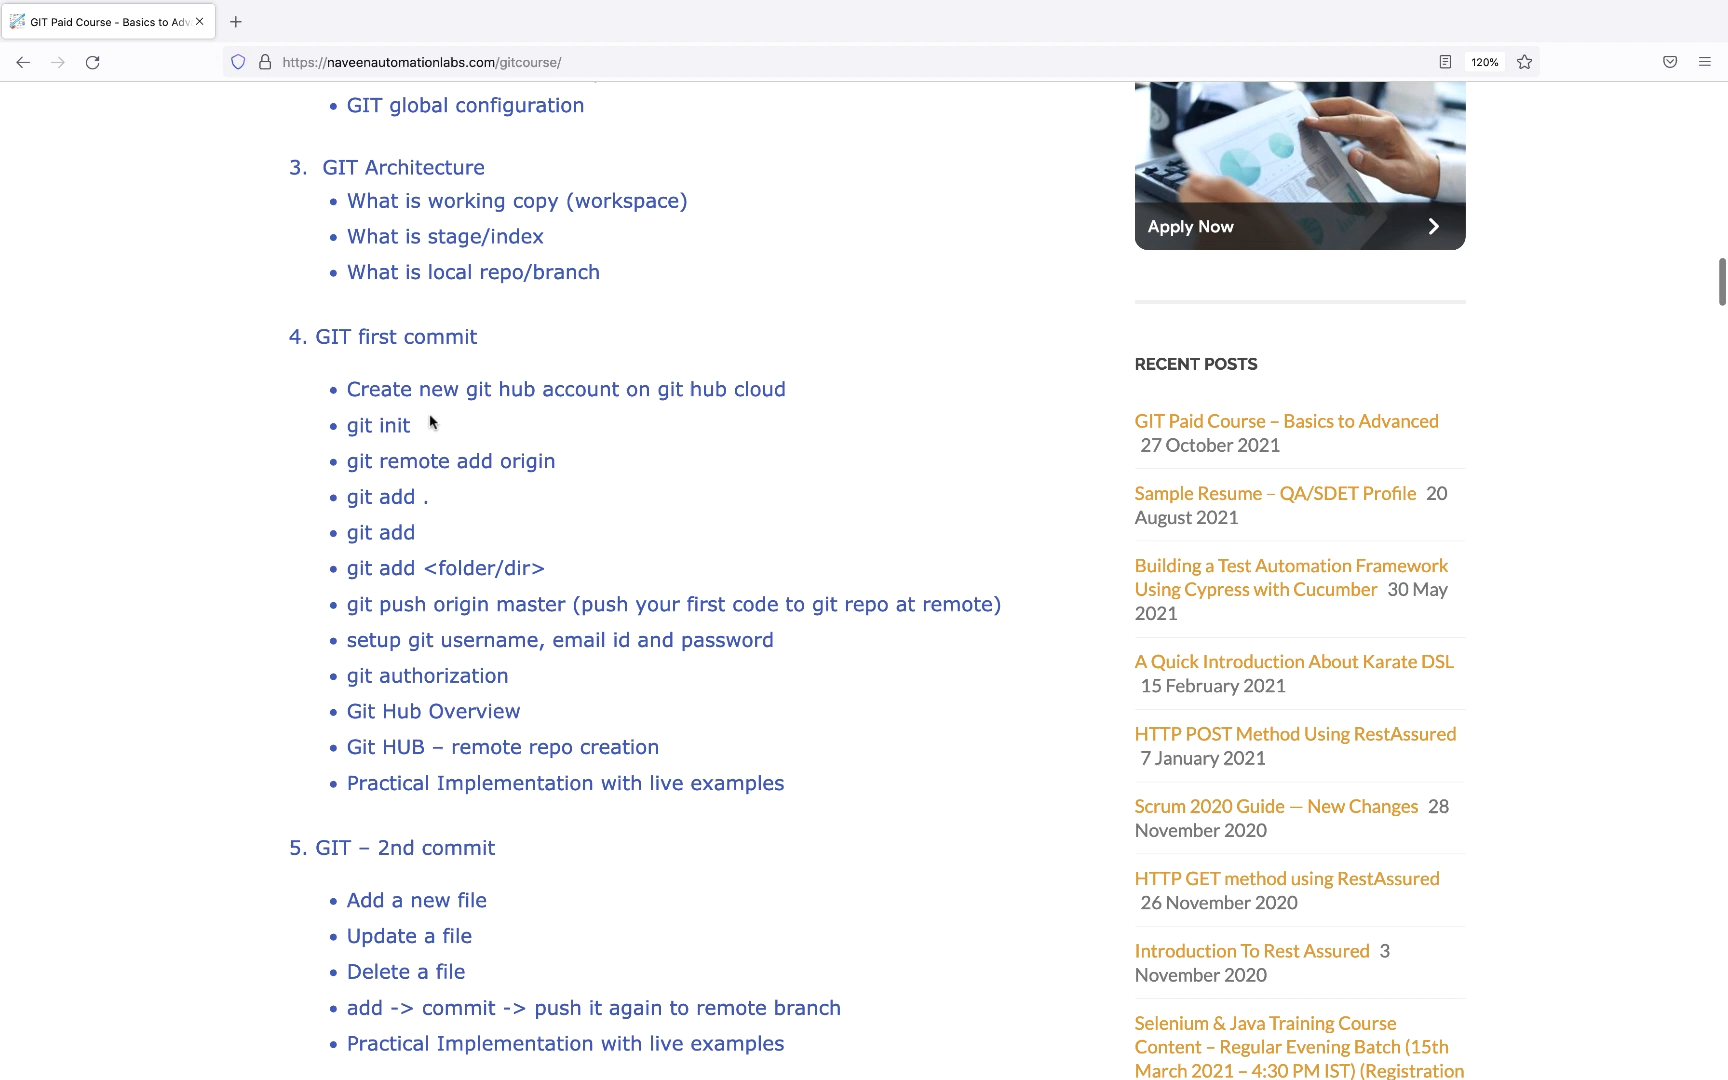 GIT Paid Course - Basics to Adv
https://naveenautomationlabs.com/gitcourse/
120%
• GIT global configuration
3. GIT Architecture
• What is working copy (workspace)
• What is stage/index
• What is local repo/branch
4. GIT first commit
• Create new git hub account on git hub cloud
• git init
• git remote add origin
• git add .
• git add
• git add <folder/dir>
• git push origin master (push your first code to git repo at remote)
• setup git username, email id and password
• git authorization
• Git Hub Overview
• Git HUB – remote repo creation
• Practical Implementation with live examples
5. GIT – 2nd commit
• Add a new file
• Update a file
• Delete a file
• add -> commit -> push it again to remote branch
• Practical Implementation with live examples
Apply Now
RECENT POSTS
GIT Paid Course – Basics to Advanced
27 October 2021
Sample Resume – QA/SDET Profile 20
August 2021
Building a Test Automation Framework
Using Cypress with Cucumber 30 May
2021
A Quick Introduction About Karate DSL
15 February 2021
HTTP POST Method Using RestAssured
7 January 2021
Scrum 2020 Guide — New Changes 28
November 2020
HTTP GET method using RestAssured
26 November 2020
Introduction To Rest Assured 3
November 2020
Selenium & Java Training Course
Content – Regular Evening Batch (15th
March 2021 – 4:30 PM IST) (Registration